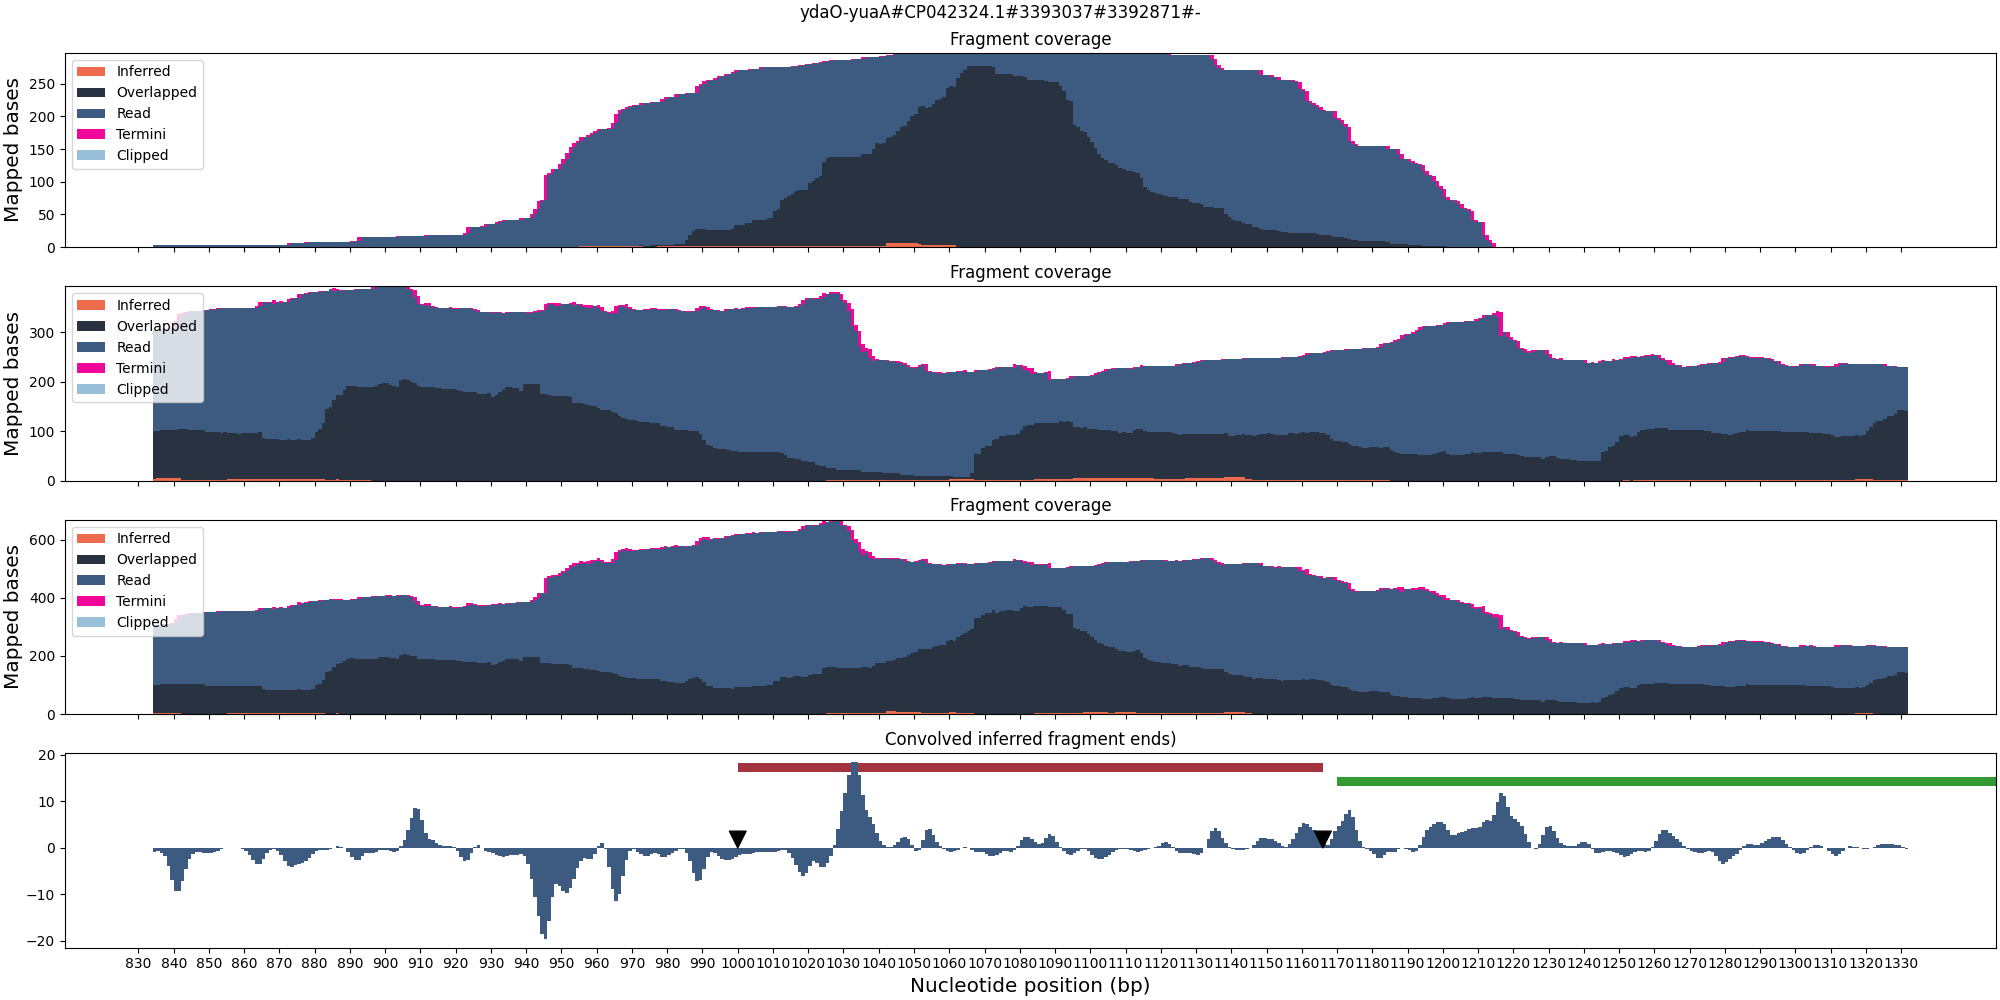 ydaO-yuaA#CP042324.1#3393037#3392871#-
Fragment coverage
Mapped bases
250
200
150
100
50
0
Inferred
Overlapped
Read
Termini
Clipped
Fragment coverage
Mapped bases
300
200
100
0
Inferred
Overlapped
Read
Termini
Clipped
Fragment coverage
Mapped bases
600
400
200
0
Inferred
Overlapped
Read
Termini
Clipped
Convolved inferred fragment ends)
20
10
0
−10
−20
830 840 850 860 870 880 890 900 910 920 930 940 950 960 970 980 990 1000 1010 1020 1030 1040 1050 1060 1070 1080 1090 1100 1110 1120 1130 1140 1150 1160 1170 1180 1190 1200 1210 1220 1230 1240 1250 1260 1270 1280 1290 1300 1310 1320 1330
Nucleotide position (bp)